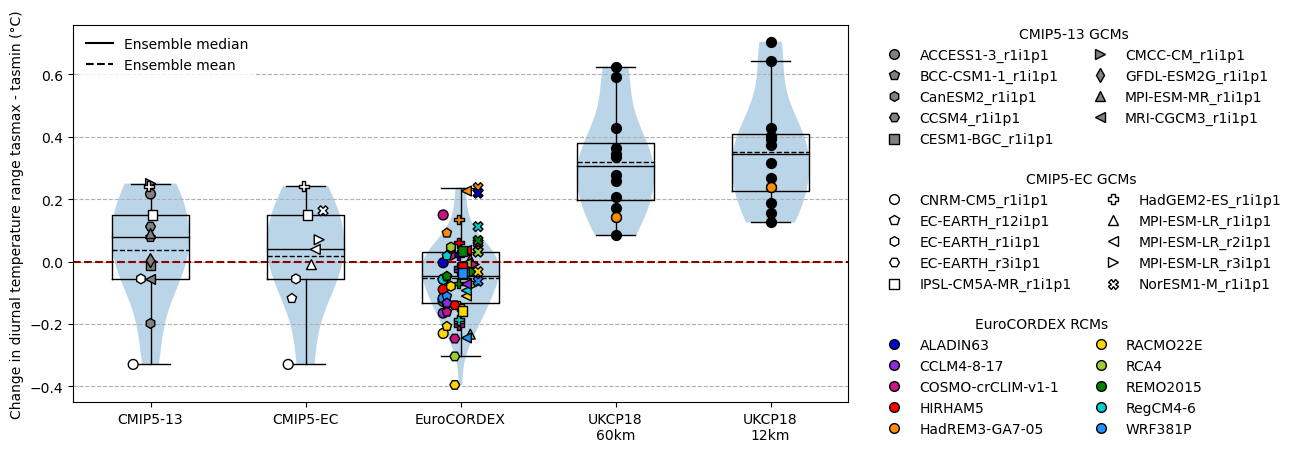 Change in diurnal temperature range tasmax - tasmin (°C)
Ensemble median
Ensemble mean
0.6
0.4
0.2
0.0
−0.2
−0.4
CMIP5-13
CMIP5-EC
EuroCORDEX
UKCP18
60km
UKCP18
12km
CMIP5-13 GCMs
ACCESS1-3_r1i1p1
BCC-CSM1-1_r1i1p1
CanESM2_r1i1p1
CCSM4_r1i1p1
CESM1-BGC_r1i1p1
CMCC-CM_r1i1p1
GFDL-ESM2G_r1i1p1
MPI-ESM-MR_r1i1p1
MRI-CGCM3_r1i1p1
CMIP5-EC GCMs
CNRM-CM5_r1i1p1
EC-EARTH_r12i1p1
EC-EARTH_r1i1p1
EC-EARTH_r3i1p1
IPSL-CM5A-MR_r1i1p1
HadGEM2-ES_r1i1p1
MPI-ESM-LR_r1i1p1
MPI-ESM-LR_r2i1p1
MPI-ESM-LR_r3i1p1
NorESM1-M_r1i1p1
EuroCORDEX RCMs
ALADIN63
CCLM4-8-17
COSMO-crCLIM-v1-1
HIRHAM5
HadREM3-GA7-05
RACMO22E
RCA4
REMO2015
RegCM4-6
WRF381P